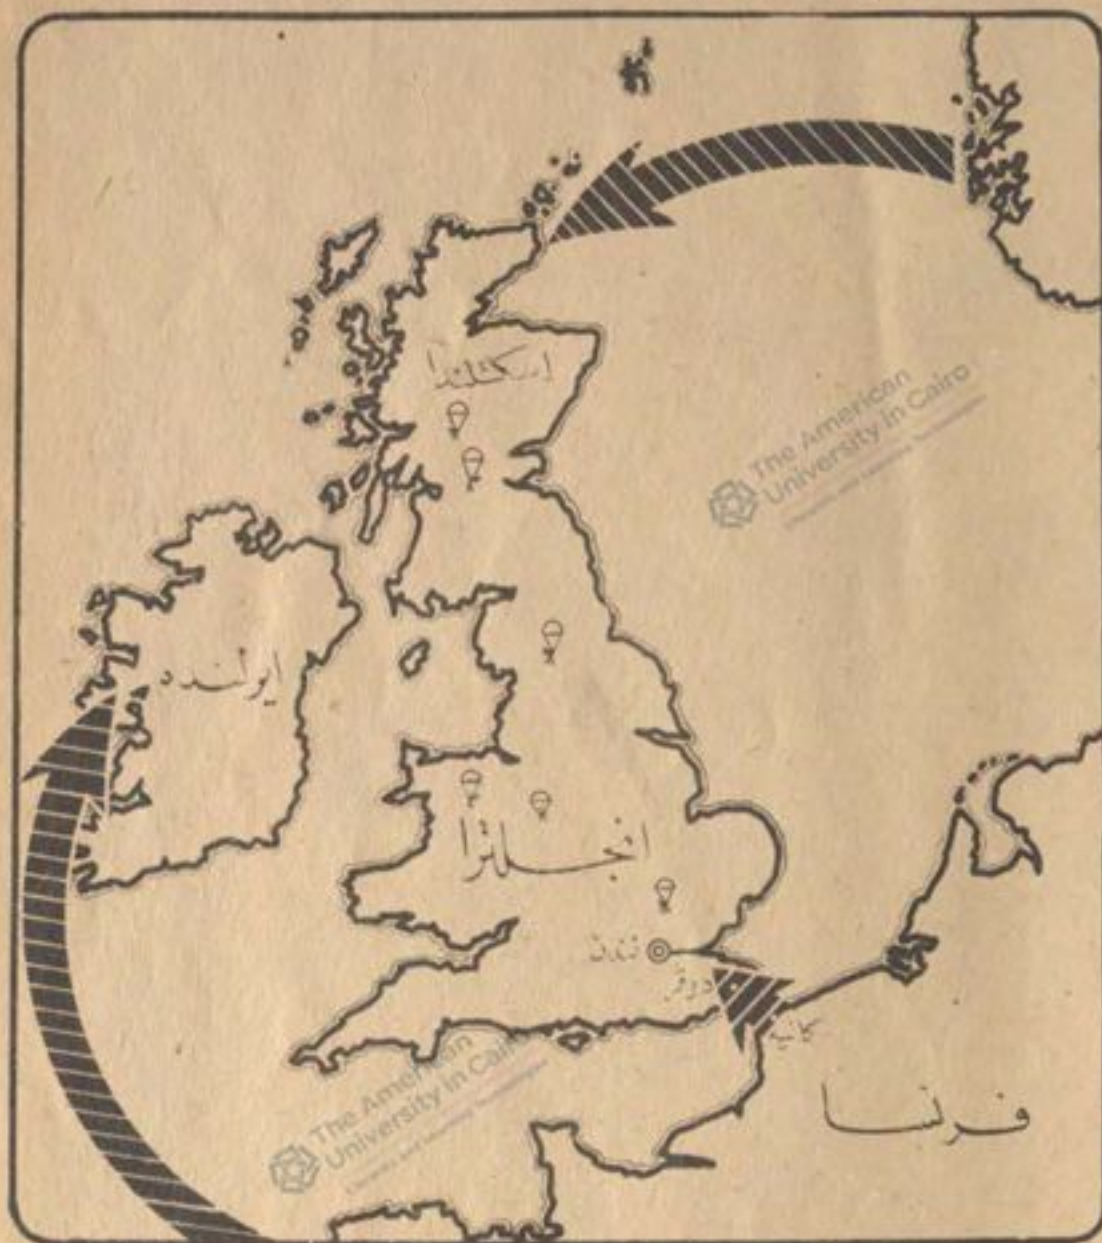 اسكتلندا
The American
University in Cairo
ايرلنده
انجلترا
لندن
دوفر
كاليه
فرنسا
The American
University in Cairo